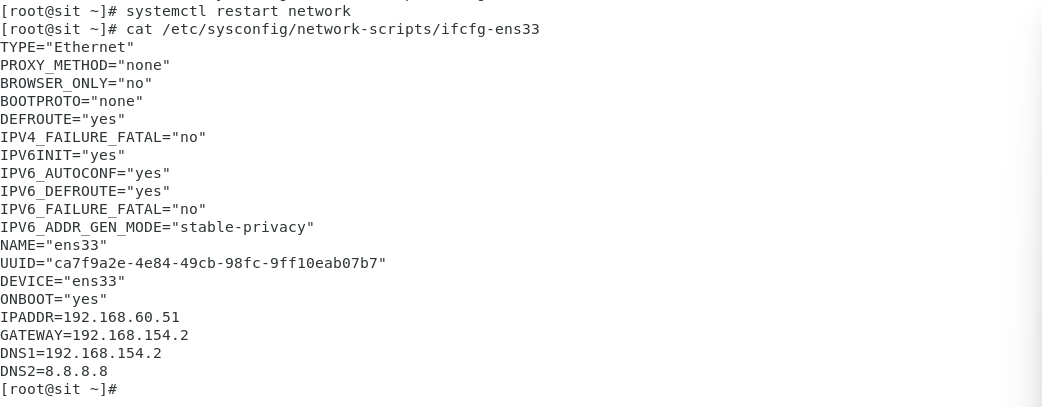 [root@sit ~]# systemctl restart network
[root@sit ~]# cat /etc/sysconfig/network-scripts/ifcfg-ens33
TYPE="Ethernet"
PROXY_METHOD="none"
BROWSER_ONLY="no"
BOOTPROTO="none"
DEFROUTE="yes"
IPV4_FAILURE_FATAL="no"
IPV6INIT="yes"
IPV6_AUTOCONF="yes"
IPV6_DEFROUTE="yes"
IPV6_FAILURE_FATAL="no"
IPV6_ADDR_GEN_MODE="stable-privacy"
NAME="ens33"
UUID="ca7f9a2e-4e84-49cb-98fc-9ff10eab07b7"
DEVICE="ens33"
ONBOOT="yes"
IPADDR=192.168.60.51
GATEWAY=192.168.154.2
DNS1=192.168.154.2
DNS2=8.8.8.8
[root@sit ~]#